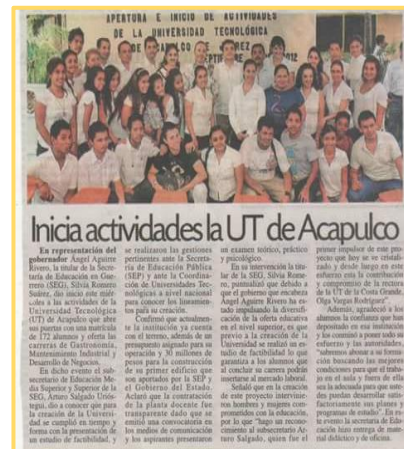 APERTURA E INICIO DE ACTIVIDADES
DE LA UNIVERSIDAD TECNOLÓGICA
DE ACAPULCO DE JUÁREZ
SEPTIEMBRE 2012
Inicia actividades la UT de Acapulco
En representación del
gobernador Ángel Aguirre
Rivero, la titular de la Secre-
taría de Educación en Gue-
rrero (SEG), Silvia Romero
Suárez, dio inicio este miér-
coles a las actividades de la
Universidad Tecnológica
(UT) de Acapulco que abre
sus puertas con una matrícula
de 172 alumnos y oferta las
carreras de Gastronomía,
Mantenimiento Industrial y
Desarrollo de Negocios.
En dicho evento el sub-
secretario de Educación Me-
dia Superior y Superior de la
SEG, Arturo Salgado Urios-
tegui, dio a conocer que para
la creación de la Universi-
dad se cumplió en tiempo y
forma con la presentación de
un estudio de factibilidad, y
se realizaron las gestiones
pertinentes ante la Secreta-
ría de Educación Pública
(SEP) y ante la Coordina-
ción de Universidades Tec-
nológicas a nivel nacional
para conocer los lineamien-
tos para su creación.
Confirmó que actualmen-
te la institución ya cuenta
con el terreno, además de un
presupuesto asignado para su
operación y 30 millones de
pesos para la construcción
de su primer edificio que
son aportados por la SEP y
el Gobierno del Estado.
Aclaró que la contratación
de la planta docente fue
transparente dado que se
emitió una convocatoria en
los medios de comunicación
y los aspirantes presentaron
un examen teórico, práctico
y psicológico.
En su intervención la titu-
lar de la SEG, Silvia Rome-
ro, puntualizó que debido a
que el gobierno que encabeza
Ángel Aguirre Rivero ha es-
tado impulsando la diversifi-
cación de la oferta educativa
en el nivel superior, es que
previo a la creación de la
Universidad se realizó un es-
tudio de factibilidad lo que
garantiza a los alumnos que
al concluir su carrera podrán
insertarse al mercado laboral.
Señaló que en la creación
de este proyecto intervinie-
ron hombres y mujeres com-
prometidos con la educación,
por lo que "hago un recono-
cimiento al subsecretario Ar-
turo Salgado, quien fue el
primer impulsor de este pro-
yecto que hoy se ve cristali-
zado y desde luego en este
esfuerzo está la contribución
y compromiso de la rectora
de la UT de la Costa Grande,
Olga Vargas Rodríguez".
Además, agradeció a los
alumnos la confianza que han
depositado en esa institución
y los conminó a poner todo su
esfuerzo y las autoridades,
"sabremos abonar a su forma-
ción buscando las mejores
condiciones para que el traba-
jo en el aula y fuera de ella
sea la adecuada para que uste-
des puedan desarrollar satis-
factoriamente sus planes y
programas de estudio". En es-
te evento la secretaria de Edu-
cación hizo entrega de mate-
rial didáctico y de oficina.